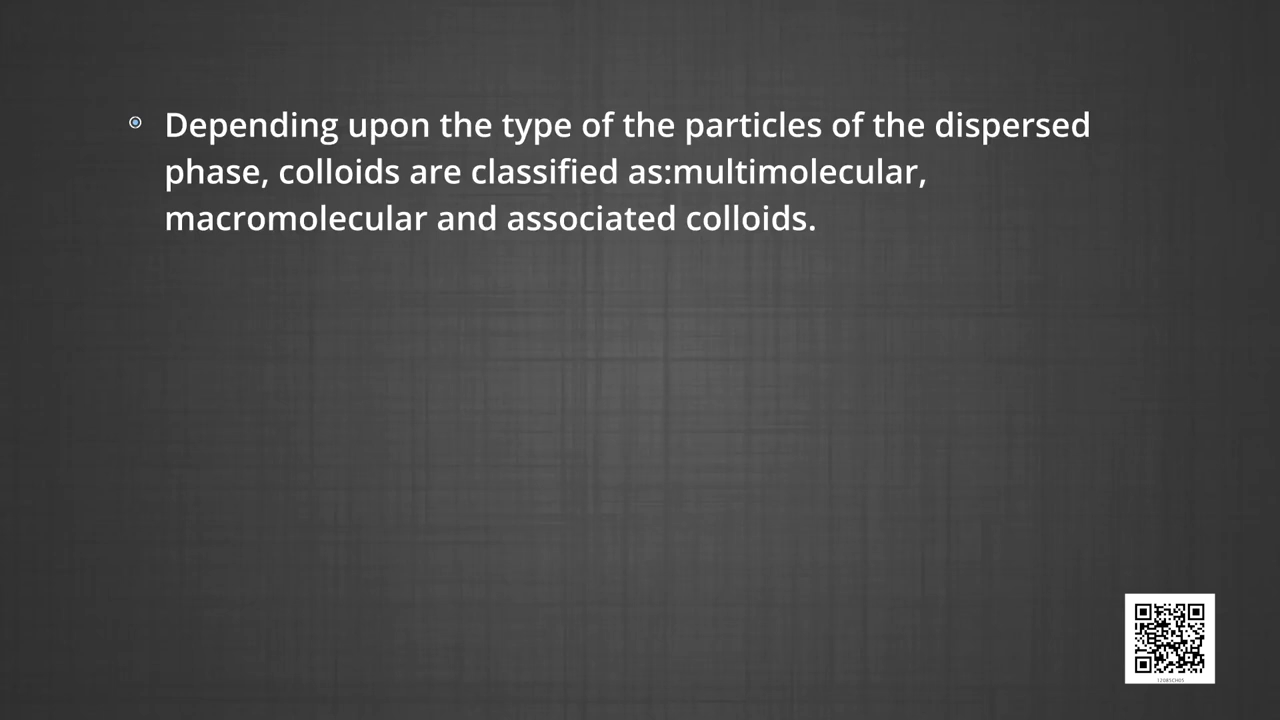 Depending upon the type of the particles of the dispersed
phase, colloids are classified as:multimolecular,
macromolecular and associated colloids.